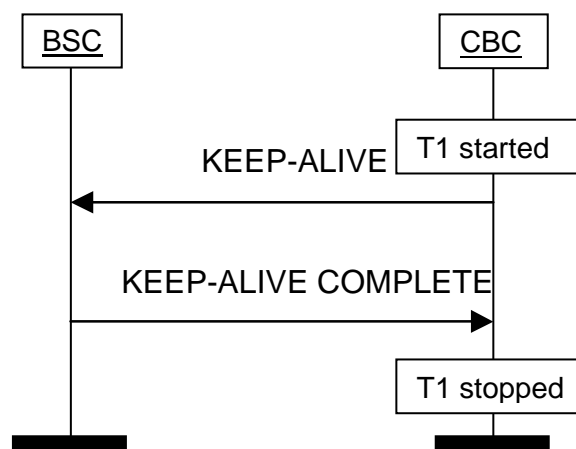 BSC
CBC
T1 started
KEEP-ALIVE
KEEP-ALIVE COMPLETE
T1 stopped